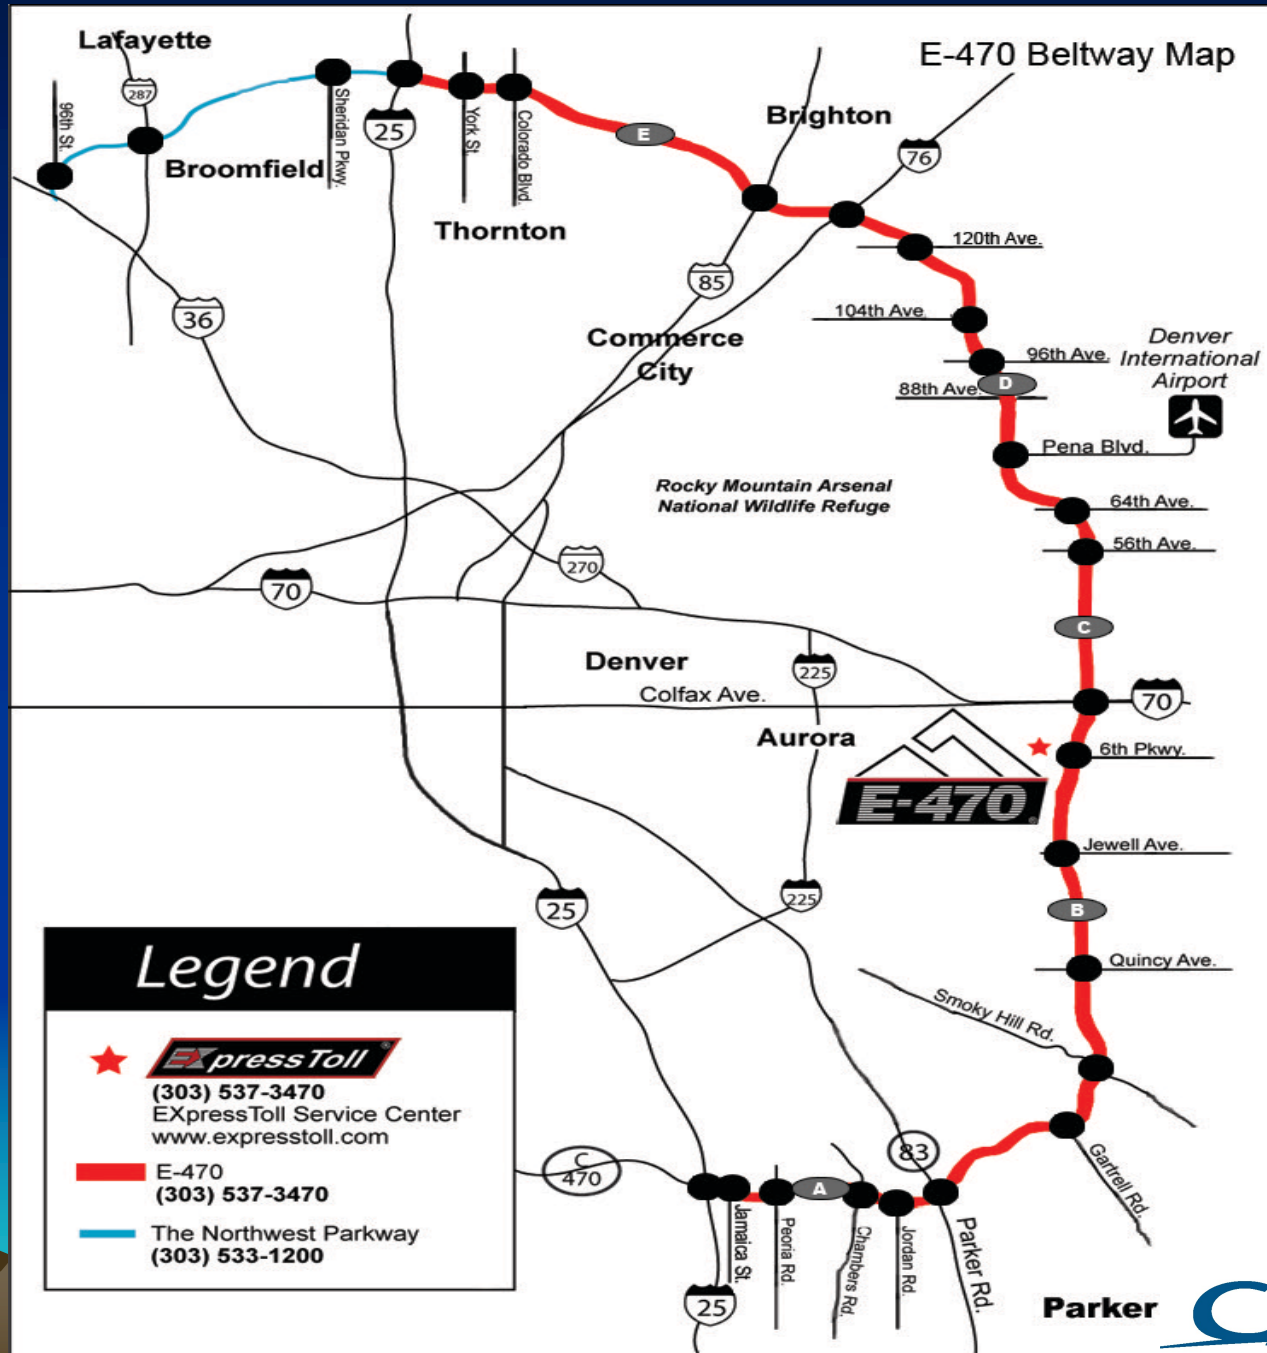 E-470 Beltway Map
Lafayette
287
96th St.
Broomfield
Sheridan Pkwy.
25
York St.
Colorado Blvd.
Thornton
E
Brighton
76
120th Ave.
85
36
104th Ave.
Commerce
City
96th Ave.
D
88th Ave.
Denver
International
Airport
Pena Blvd.
Rocky Mountain Arsenal
National Wildlife Refuge
64th Ave.
56th Ave.
270
70
C
Denver
225
Colfax Ave.
70
Aurora
6th Pkwy.
E-470
Jewell Ave.
225
25
B
Quincy Ave.
Smoky Hill Rd.
Gartrell Rd.
83
C
470
A
Jamaica St.
Peoria Rd.
Chambers Rd.
Jordan Rd.
Parker Rd.
25
Parker
Legend
EXpressToll®
(303) 537-3470
EXpressToll Service Center
www.expresstoll.com
E-470
(303) 537-3470
The Northwest Parkway
(303) 533-1200